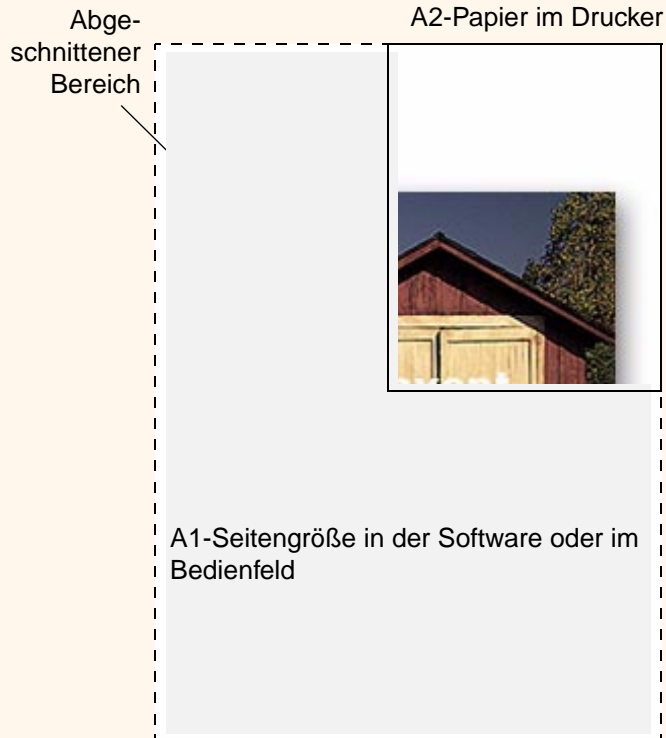 Abge-
schnittener
Bereich
A2-Papier im Drucker
A1-Seitengröße in der Software oder im
Bedienfeld